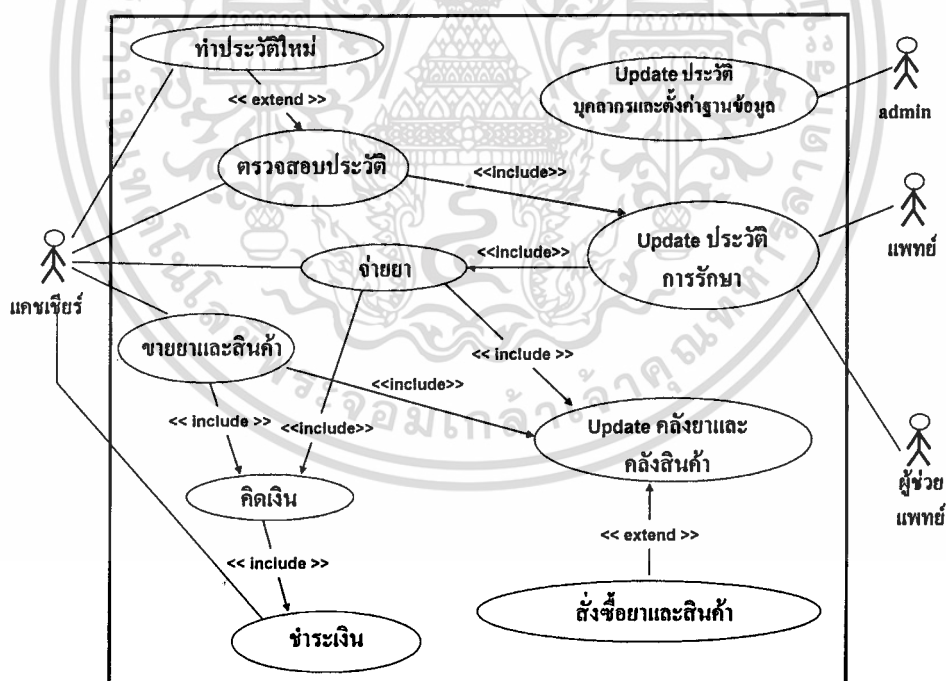 ทำประวัติใหม่
Update ประวัติ
บุคลากรและตั้งค่าฐานข้อมูล
admin
<< extend >>
ตรวจสอบประวัติ
<<include>>
Update ประวัติ
การรักษา
แพทย์
<<include>>
จ่ายยา
แคชเชียร์
ขายยาและสินค้า
<< include >>
<<include>>
<< include >>
<<include>>
Update คลังยาและ
คลังสินค้า
ผู้ช่วย
แพทย์
คิดเงิน
<< extend >>
<< include >>
สั่งซื้อยาและสินค้า
ชำระเงิน